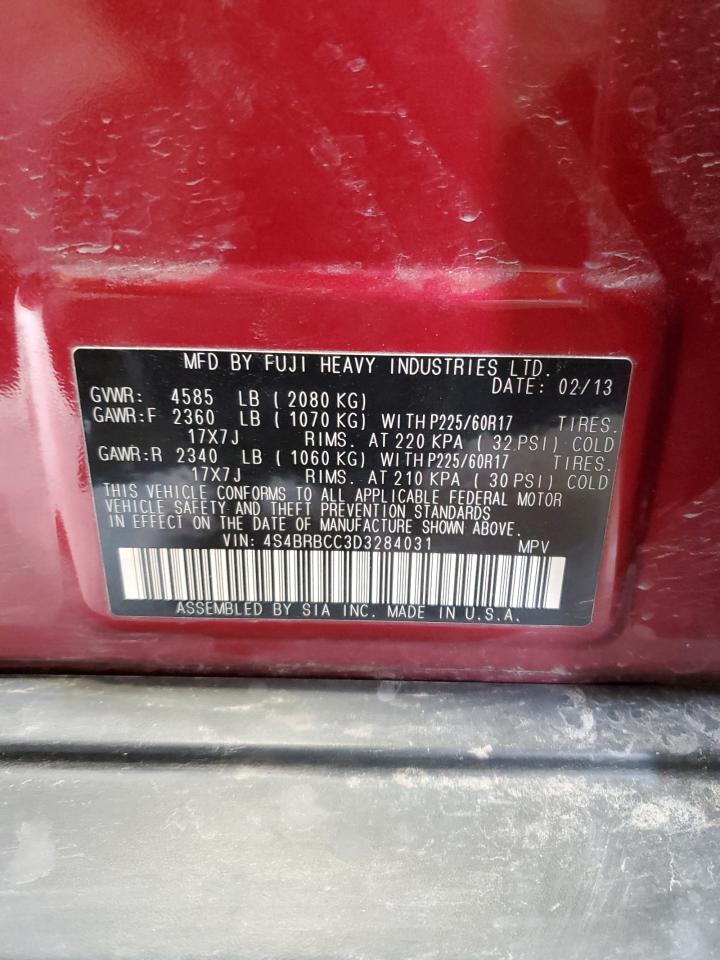 MFD BY FUJI HEAVY INDUSTRIES LTD.
DATE: 02/13
GVWR: 4585 LB ( 2080 KG)
GAWR:F 2360 LB ( 1070 KG) WITH P225/60R17 TIRES.
17X7J RIMS. AT 220 KPA ( 32 PSI) COLD
GAWR:R 2340 LB ( 1060 KG) WITH P225/60R17 TIRES.
17X7J RIMS. AT 210 KPA ( 30 PSI) COLD
THIS VEHICLE CONFORMS TO ALL APPLICABLE FEDERAL MOTOR
VEHICLE SAFETY AND THEFT PREVENTION STANDARDS
IN EFFECT ON THE DATE OF MANUFACTURE SHOWN ABOVE.
VIN: 4S4BRBCC3D3284031 MPV
ASSEMBLED BY SIA INC. MADE IN U.S.A.